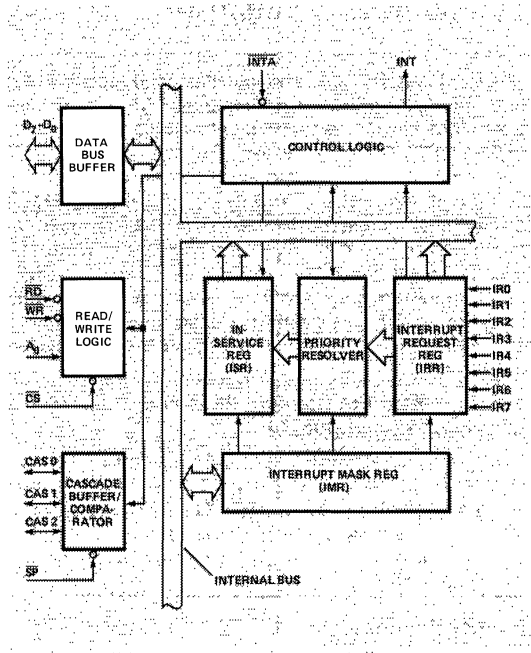 INTA
INT
D7-D0
DATA
BUS
BUFFER
CONTROL LOGIC
RD
WR
A0
CS
READ/
WRITE
LOGIC
IN-
SERVICE
REG
(ISR)
PRIORITY
RESOLVER
INTERRUPT
REQUEST
REG
(IRR)
IR0
IR1
IR2
IR3
IR4
IR5
IR6
IR7
CAS 0
CAS 1
CAS 2
CASCADE
BUFFER/
COMPA-
RATOR
SP
INTERRUPT MASK REG
(IMR)
INTERNAL BUS